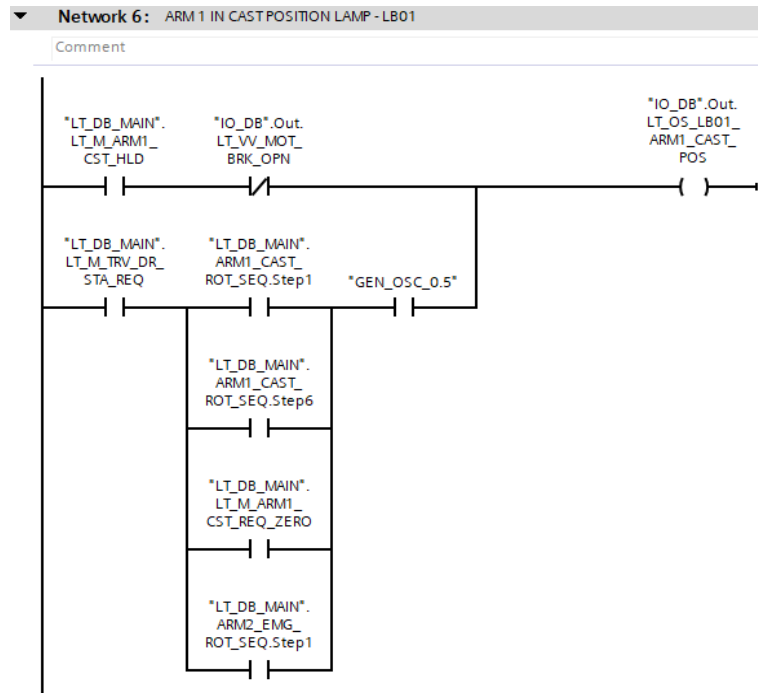 Network 6: ARM 1 IN CAST POSITION LAMP - LB01
Comment
"LT_DB_MAIN".
LT_M_ARM1_
CST_HLD
"IO_DB".Out.
LT_VV_MOT_
BRK_OPN
"IO_DB".Out.
LT_OS_LB01_
ARM1_CAST_
POS
"LT_DB_MAIN".
LT_M_TRV_DR_
STA_REQ
"LT_DB_MAIN".
ARM1_CAST_
ROT_SEQ.Step1
"GEN_OSC_0.5"
"LT_DB_MAIN".
ARM1_CAST_
ROT_SEQ.Step6
"LT_DB_MAIN".
LT_M_ARM1_
CST_REQ_ZERO
"LT_DB_MAIN".
ARM2_EMG_
ROT_SEQ.Step1